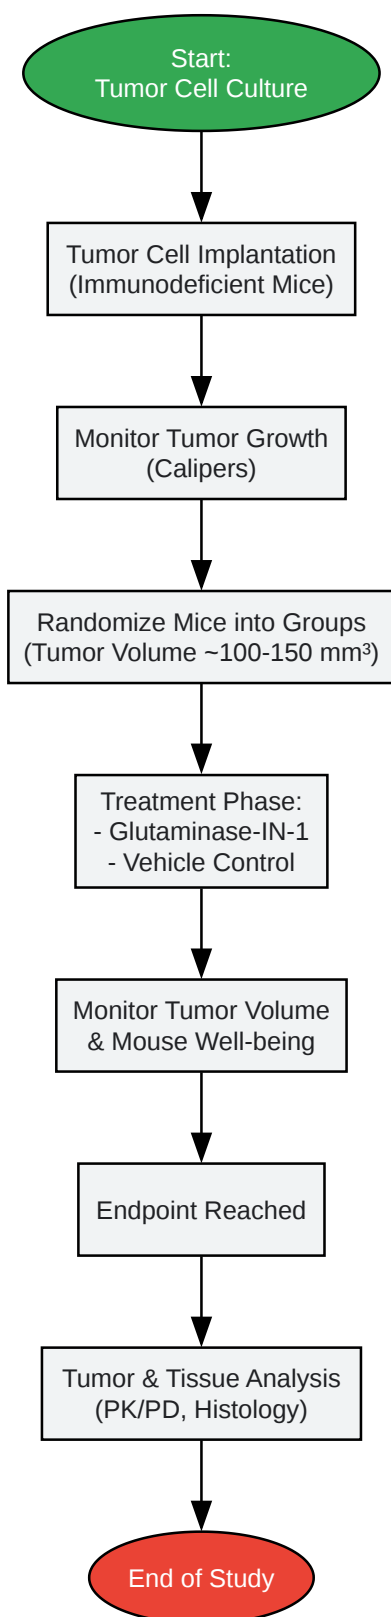 Start:
Tumor Cell Culture
Tumor Cell Implantation
(Immunodeficient Mice)
Monitor Tumor Growth
(Calipers)
Randomize Mice into Groups
(Tumor Volume ~100-150 mm³)
Treatment Phase:
- Glutaminase-IN-1
- Vehicle Control
Monitor Tumor Volume
& Mouse Well-being
Endpoint Reached
Tumor & Tissue Analysis
(PK/PD, Histology)
End of Study